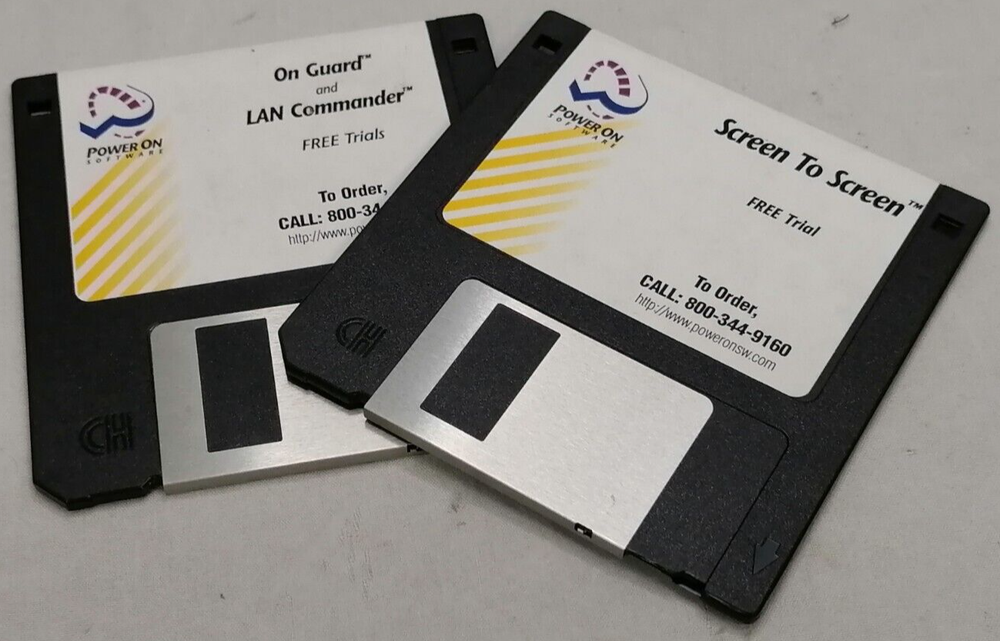 POWER ON
SOFTWARE
On Guard™
and
LAN Commander™
FREE Trials
To Order,
CALL: 800-34
http://www.po
POWER ON
SOFTWARE
Screen To Screen™
FREE Trial
To Order,
CALL: 800-344-9160
http://www.poweronsw.com